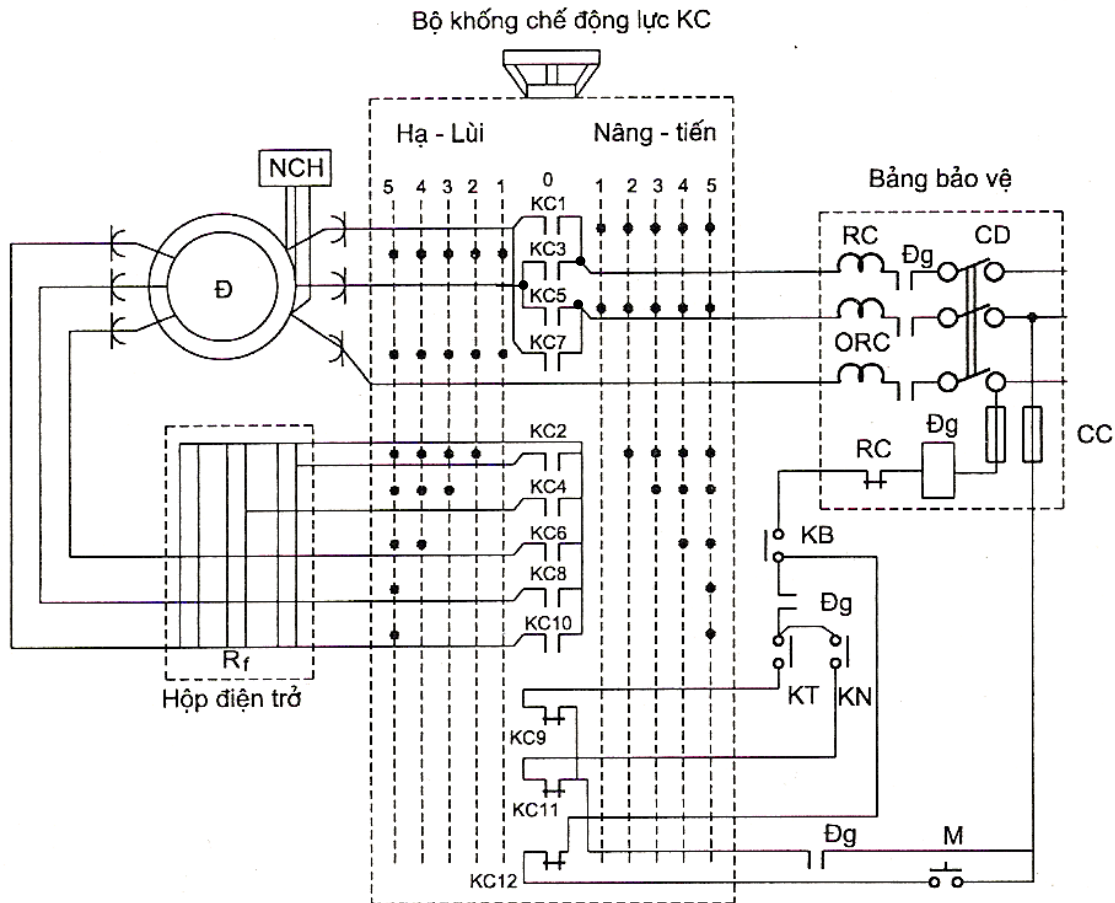 Bộ khống chế động lực KC
Hạ - Lùi
Nâng - tiến
NCH
5 4 3 2 1 0 1 2 3 4 5
Bảng bảo vệ
KC1
KC3
KC5
KC7
Đ
RC
Đg
CD
ORC
Đg
RC
CC
KC2
KC4
KC6
KC8
KC10
KB
Đg
Rf
Hộp điện trở
KT
KN
KC9
KC11
KC12
Đg
M